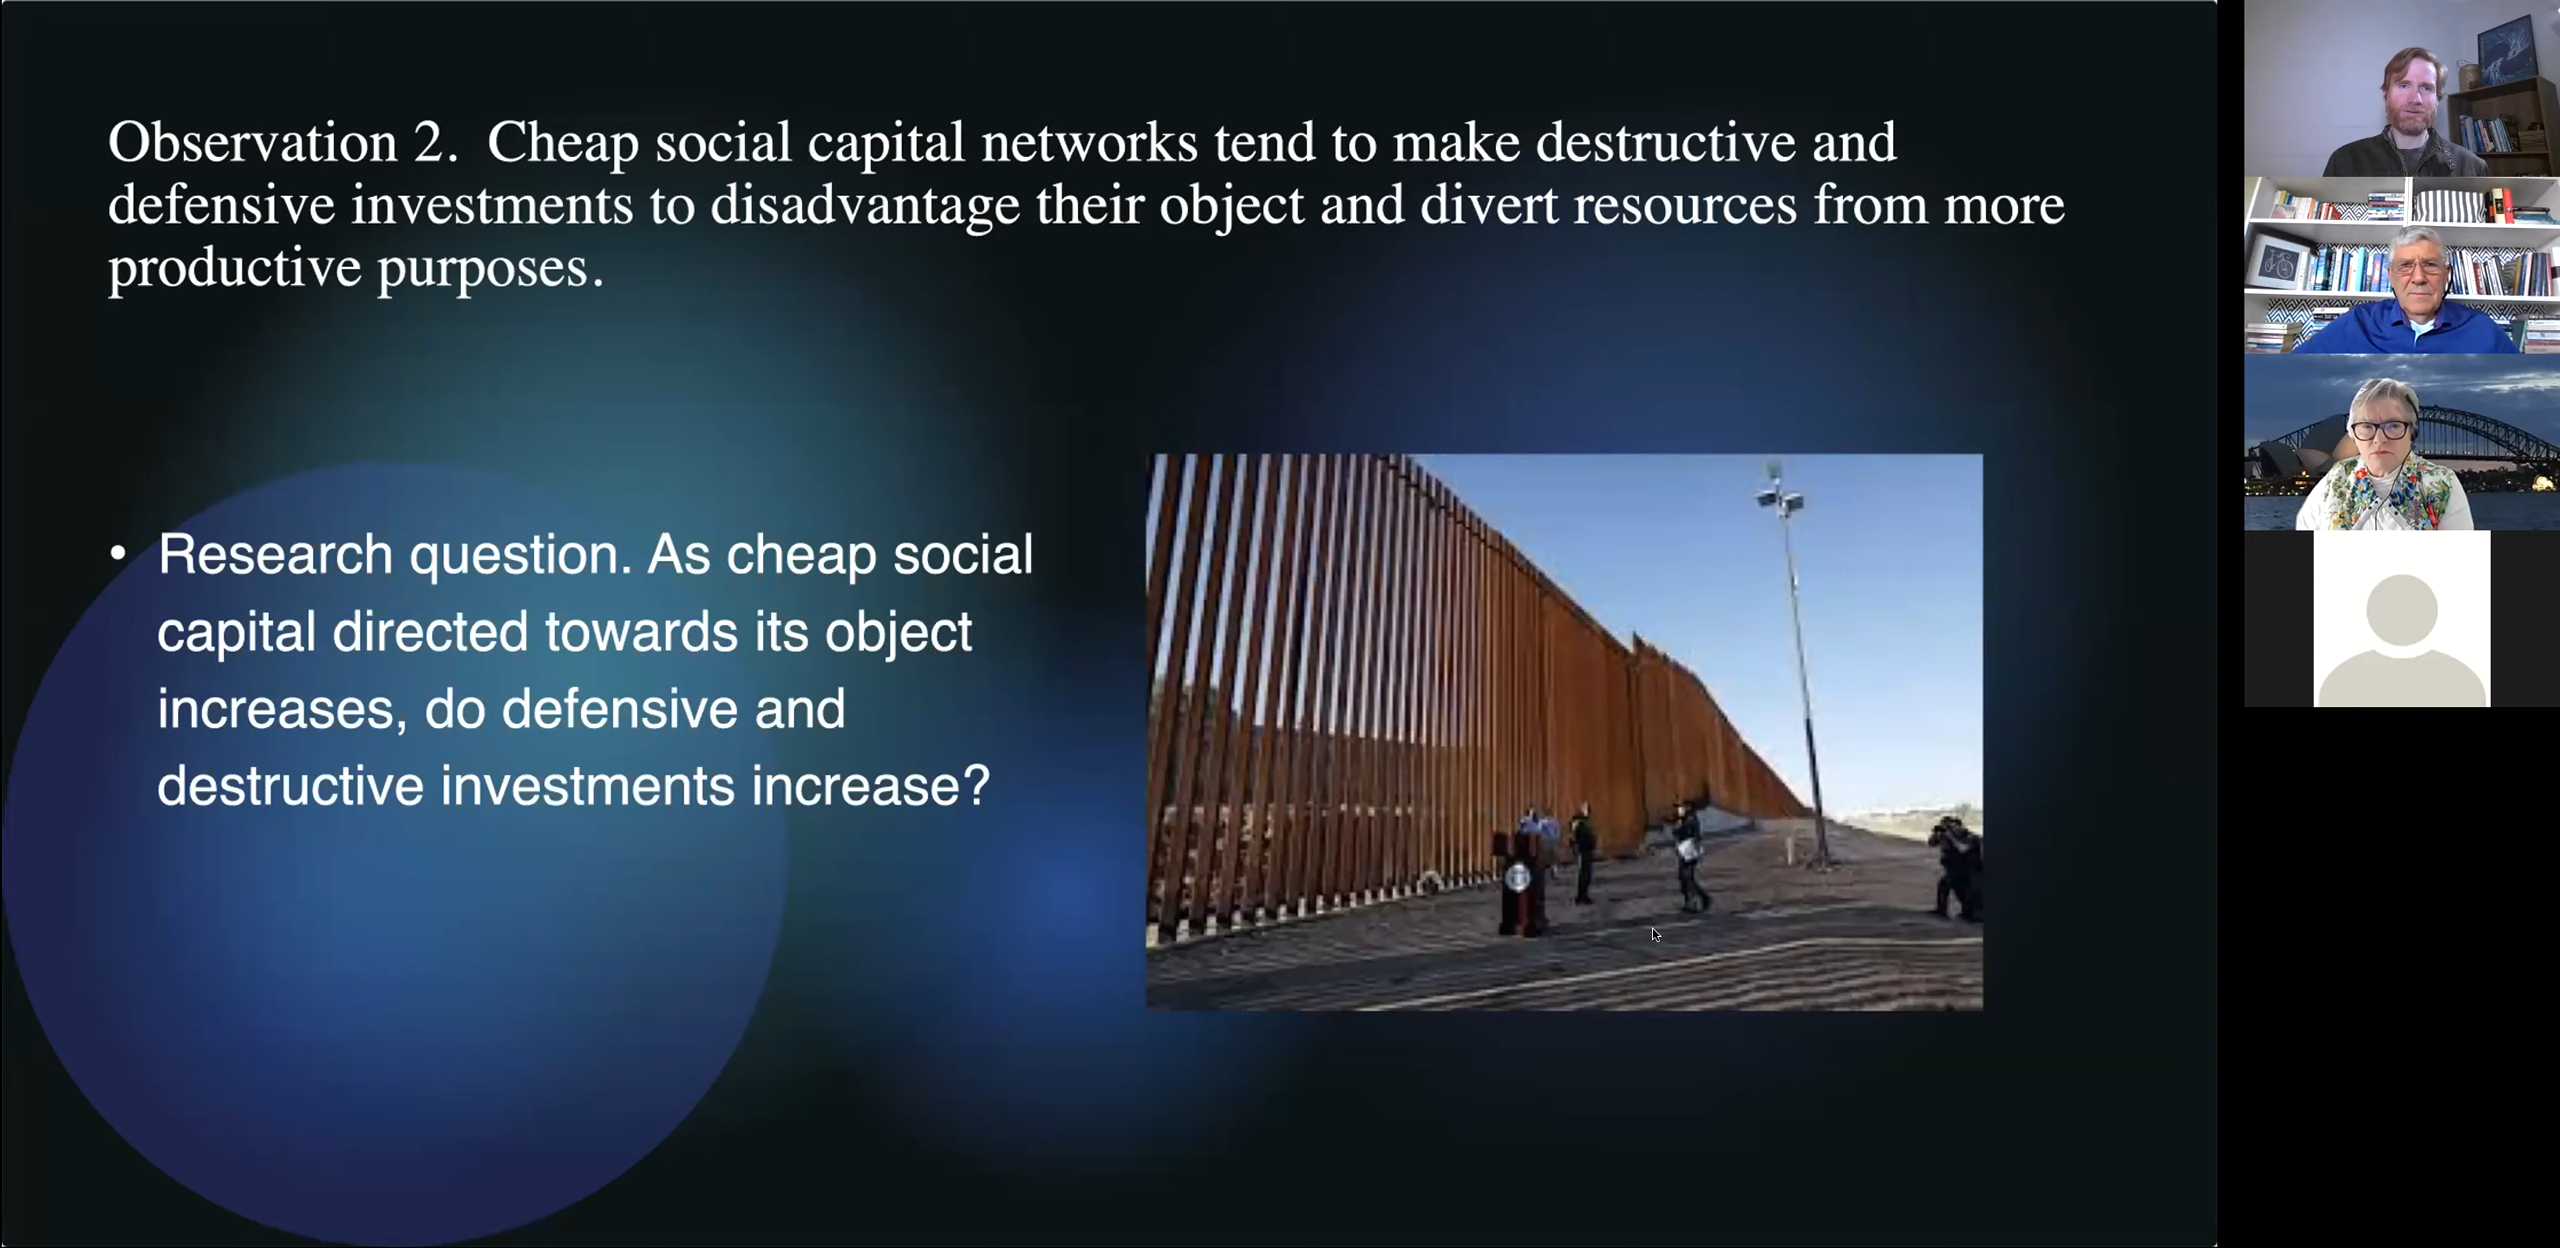 Observation 2.  Cheap social capital networks tend to make destructive and
defensive investments to disadvantage their object and divert resources from more
productive purposes.
• Research question. As cheap social
capital directed towards its object
increases, do defensive and
destructive investments increase?